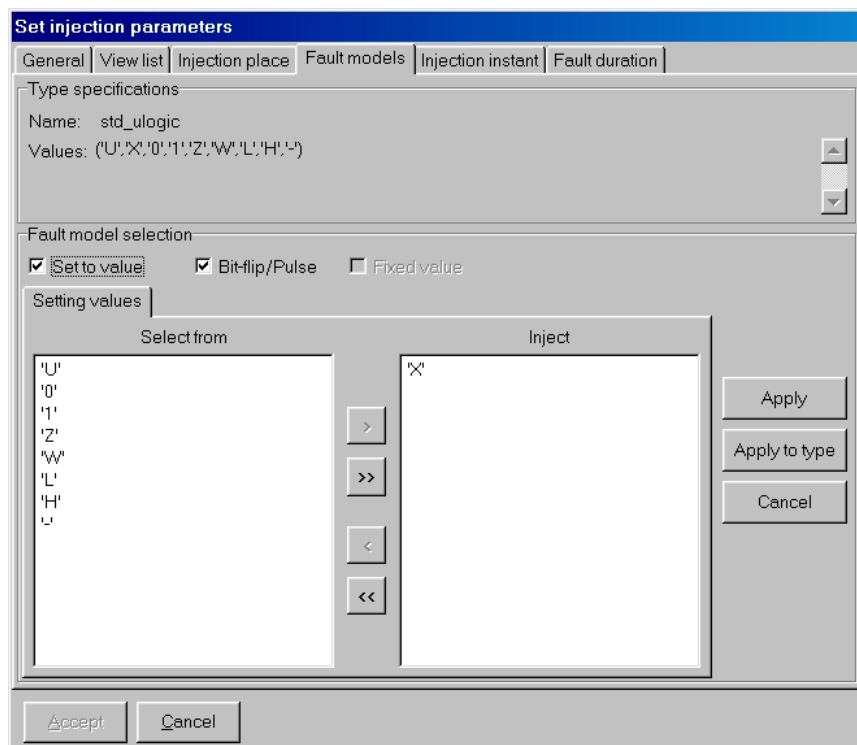 Set injection parameters
General View list Injection place Fault models Injection instant Fault duration
Type specifications
Name: std_ulogic
Values: ('U','X','0','1','Z','W','L','H','-')
Fault model selection
Set to value Bit-flip/Pulse Fixed value
Setting values
Select from Inject
'U' 'X'
'0'
'1'
'Z'
'W'
'L'
'H'
'-'
>
>>
<
<<
Apply
Apply to type
Cancel
Accept Cancel